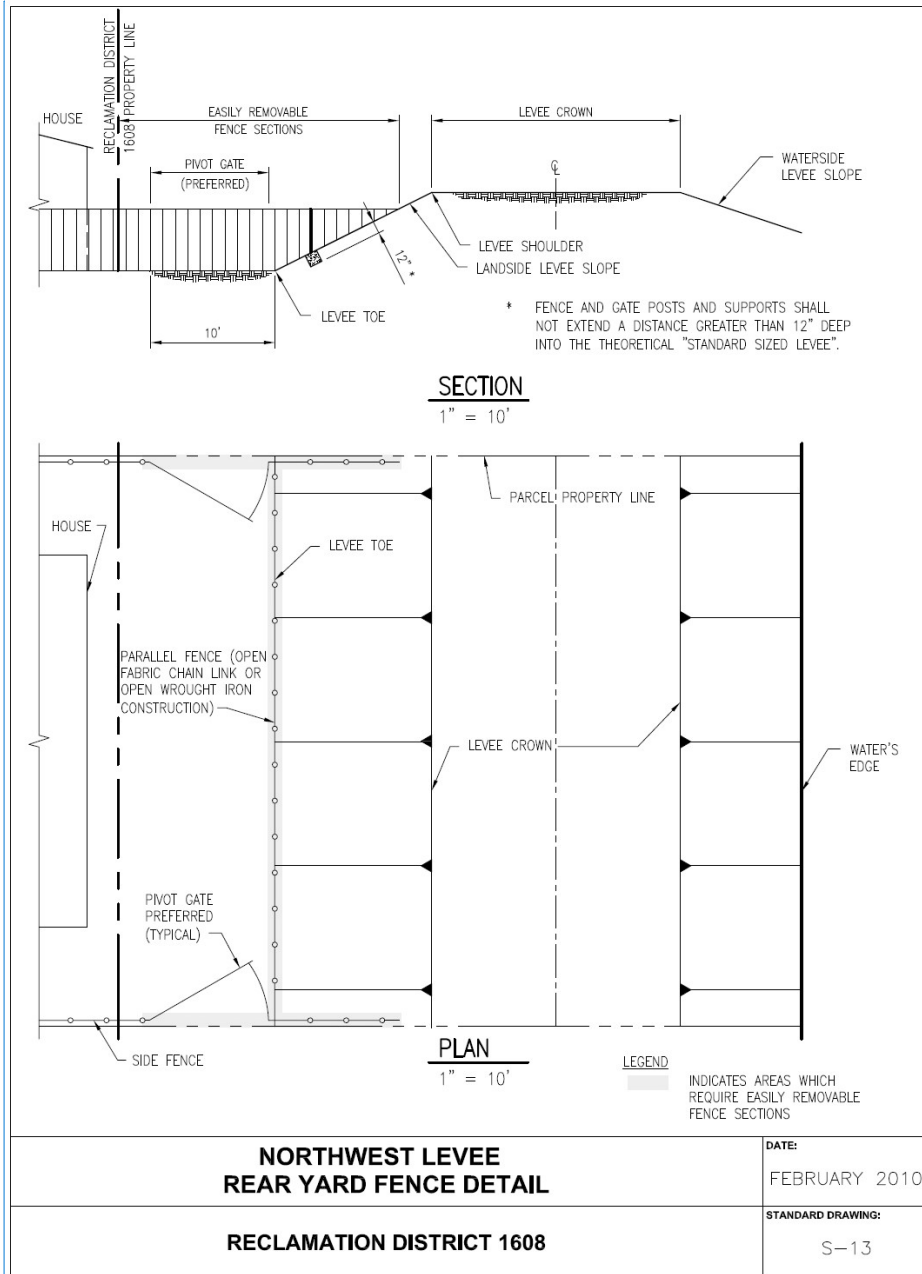 RECLAMATION DISTRICT
1608 PROPERTY LINE
HOUSE
EASILY REMOVABLE
FENCE SECTIONS
PIVOT GATE
(PREFERRED)
LEVEE CROWN
℄
WATERSIDE
LEVEE SLOPE
LEVEE SHOULDER
LANDSIDE LEVEE SLOPE
12" *
LEVEE TOE
10'
* FENCE AND GATE POSTS AND SUPPORTS SHALL
NOT EXTEND A DISTANCE GREATER THAN 12" DEEP
INTO THE THEORETICAL "STANDARD SIZED LEVEE".
SECTION
1" = 10'
PARCEL PROPERTY LINE
HOUSE
LEVEE TOE
PARALLEL FENCE (OPEN
FABRIC CHAIN LINK OR
OPEN WROUGHT IRON
CONSTRUCTION)
LEVEE CROWN
WATER'S
EDGE
PIVOT GATE
PREFERRED
(TYPICAL)
SIDE FENCE
PLAN
1" = 10'
LEGEND
INDICATES AREAS WHICH
REQUIRE EASILY REMOVABLE
FENCE SECTIONS
NORTHWEST LEVEE
REAR YARD FENCE DETAIL
DATE:
FEBRUARY 2010
RECLAMATION DISTRICT 1608
STANDARD DRAWING:
S-13